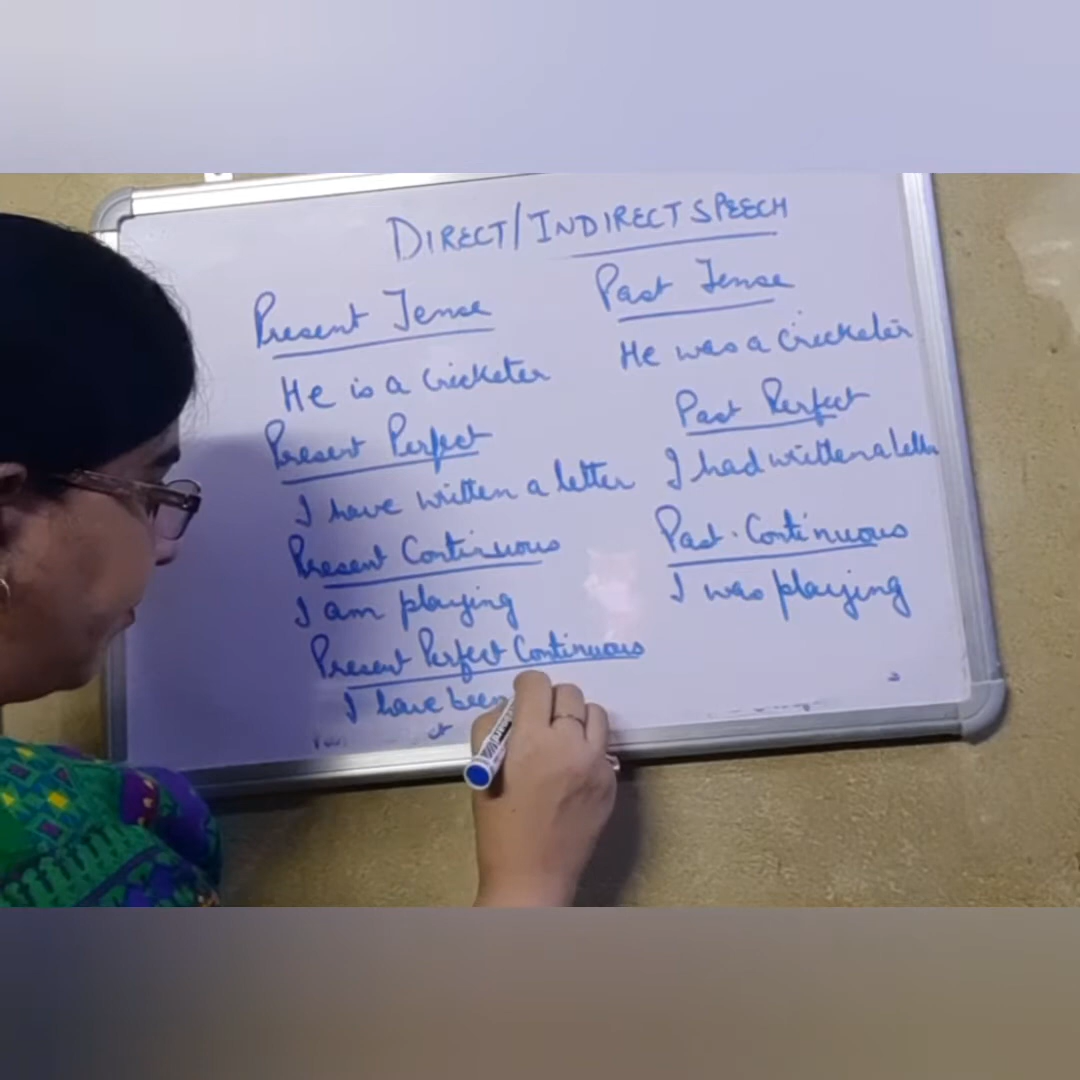 DIRECT/INDIRECT SPEECH
Present Tense
Past Tense
He is a Cricketer
He was a Cricketer
Present Perfect
Past Perfect
I have written a letter
I had written a letter
Present Continuous
Past. Continuous
I am playing
I was playing
Present Perfect Continuous
I have been